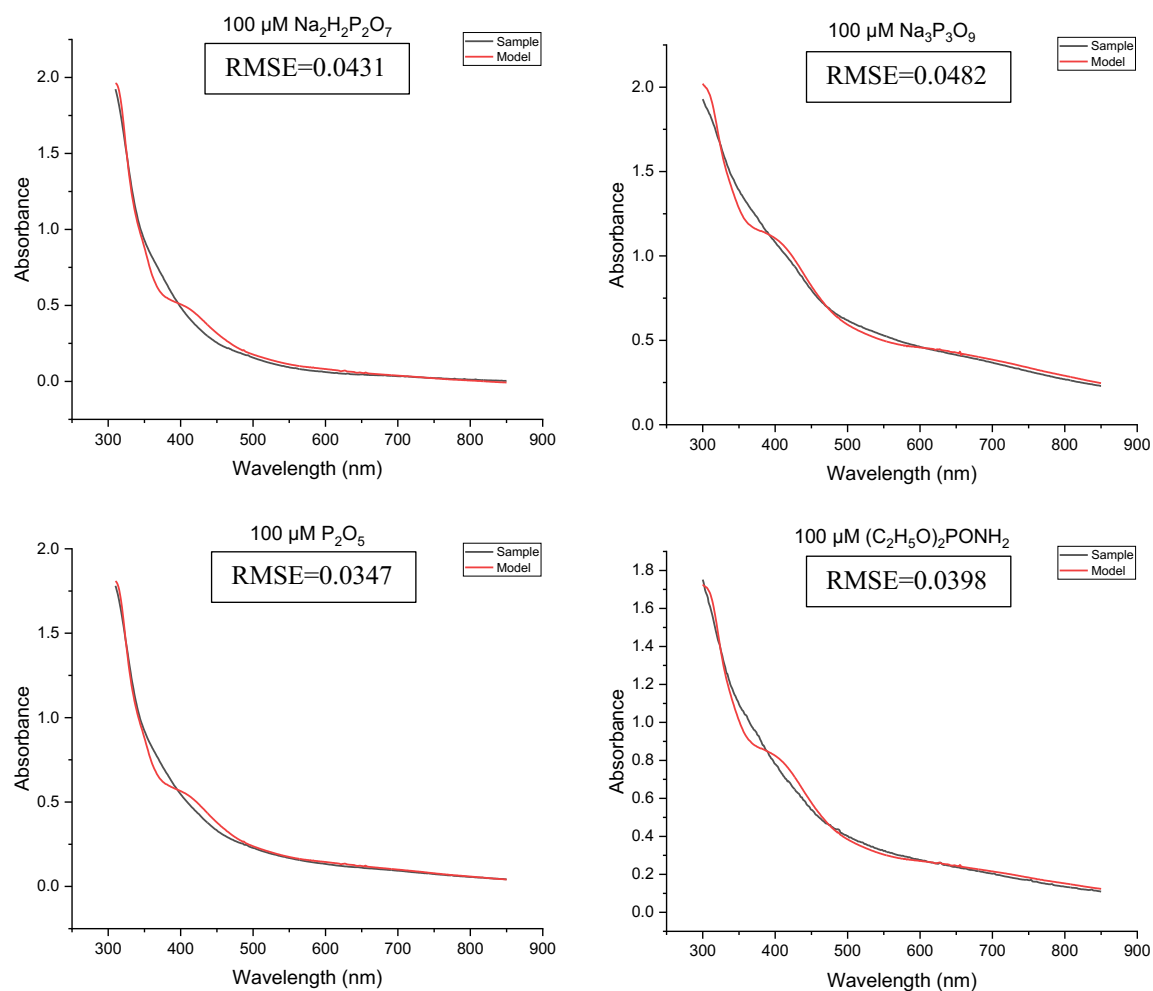 100 µM Na₂H₂P₂O₇
Sample
Model
RMSE=0.0431
2.0
1.5
1.0
0.5
0.0
Absorbance
300 400 500 600 700 800 900
Wavelength (nm)
100 µM Na₃P₃O₉
Sample
Model
RMSE=0.0482
2.0
1.5
1.0
0.5
0.0
Absorbance
300 400 500 600 700 800 900
Wavelength (nm)
100 µM P₂O₅
Sample
Model
RMSE=0.0347
2.0
1.5
1.0
0.5
0.0
Absorbance
300 400 500 600 700 800 900
Wavelength (nm)
100 µM (C₂H₅O)₂PONH₂
Sample
Model
RMSE=0.0398
1.8
1.6
1.4
1.2
1.0
0.8
0.6
0.4
0.2
0.0
Absorbance
300 400 500 600 700 800 900
Wavelength (nm)